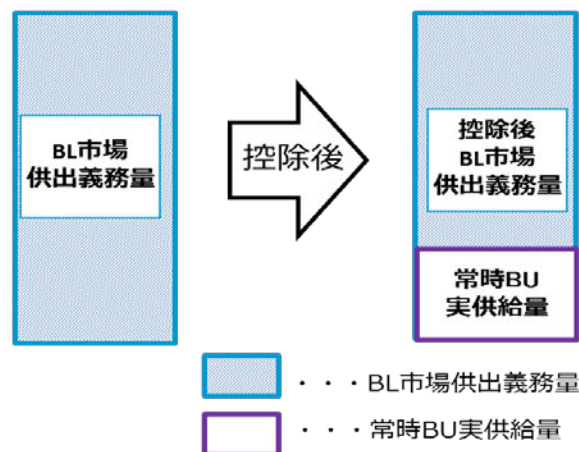 BL市場
供出義務量
控除後
控除後
BL市場
供出義務量
常時BU
実供給量
・・・BL市場供出義務量
・・・常時BU実供給量